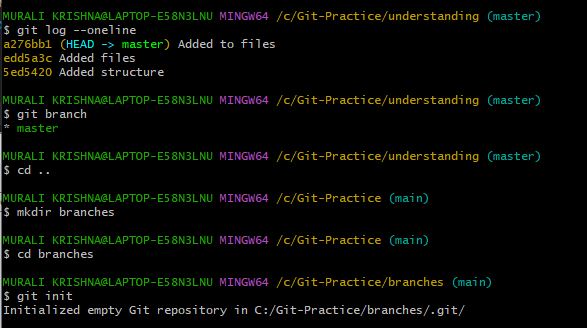 MURALI KRISHNA@LAPTOP-E58N3LNU MINGW64 /c/Git-Practice/understanding (master)
$ git log --oneline
a276bb1 (HEAD -> master) Added to files
edd5a3c Added files
5ed5420 Added structure
MURALI KRISHNA@LAPTOP-E58N3LNU MINGW64 /c/Git-Practice/understanding (master)
$ git branch
* master
MURALI KRISHNA@LAPTOP-E58N3LNU MINGW64 /c/Git-Practice/understanding (master)
$ cd ..
MURALI KRISHNA@LAPTOP-E58N3LNU MINGW64 /c/Git-Practice (main)
$ mkdir branches
MURALI KRISHNA@LAPTOP-E58N3LNU MINGW64 /c/Git-Practice (main)
$ cd branches
MURALI KRISHNA@LAPTOP-E58N3LNU MINGW64 /c/Git-Practice/branches (main)
$ git init
Initialized empty Git repository in C:/Git-Practice/branches/.git/